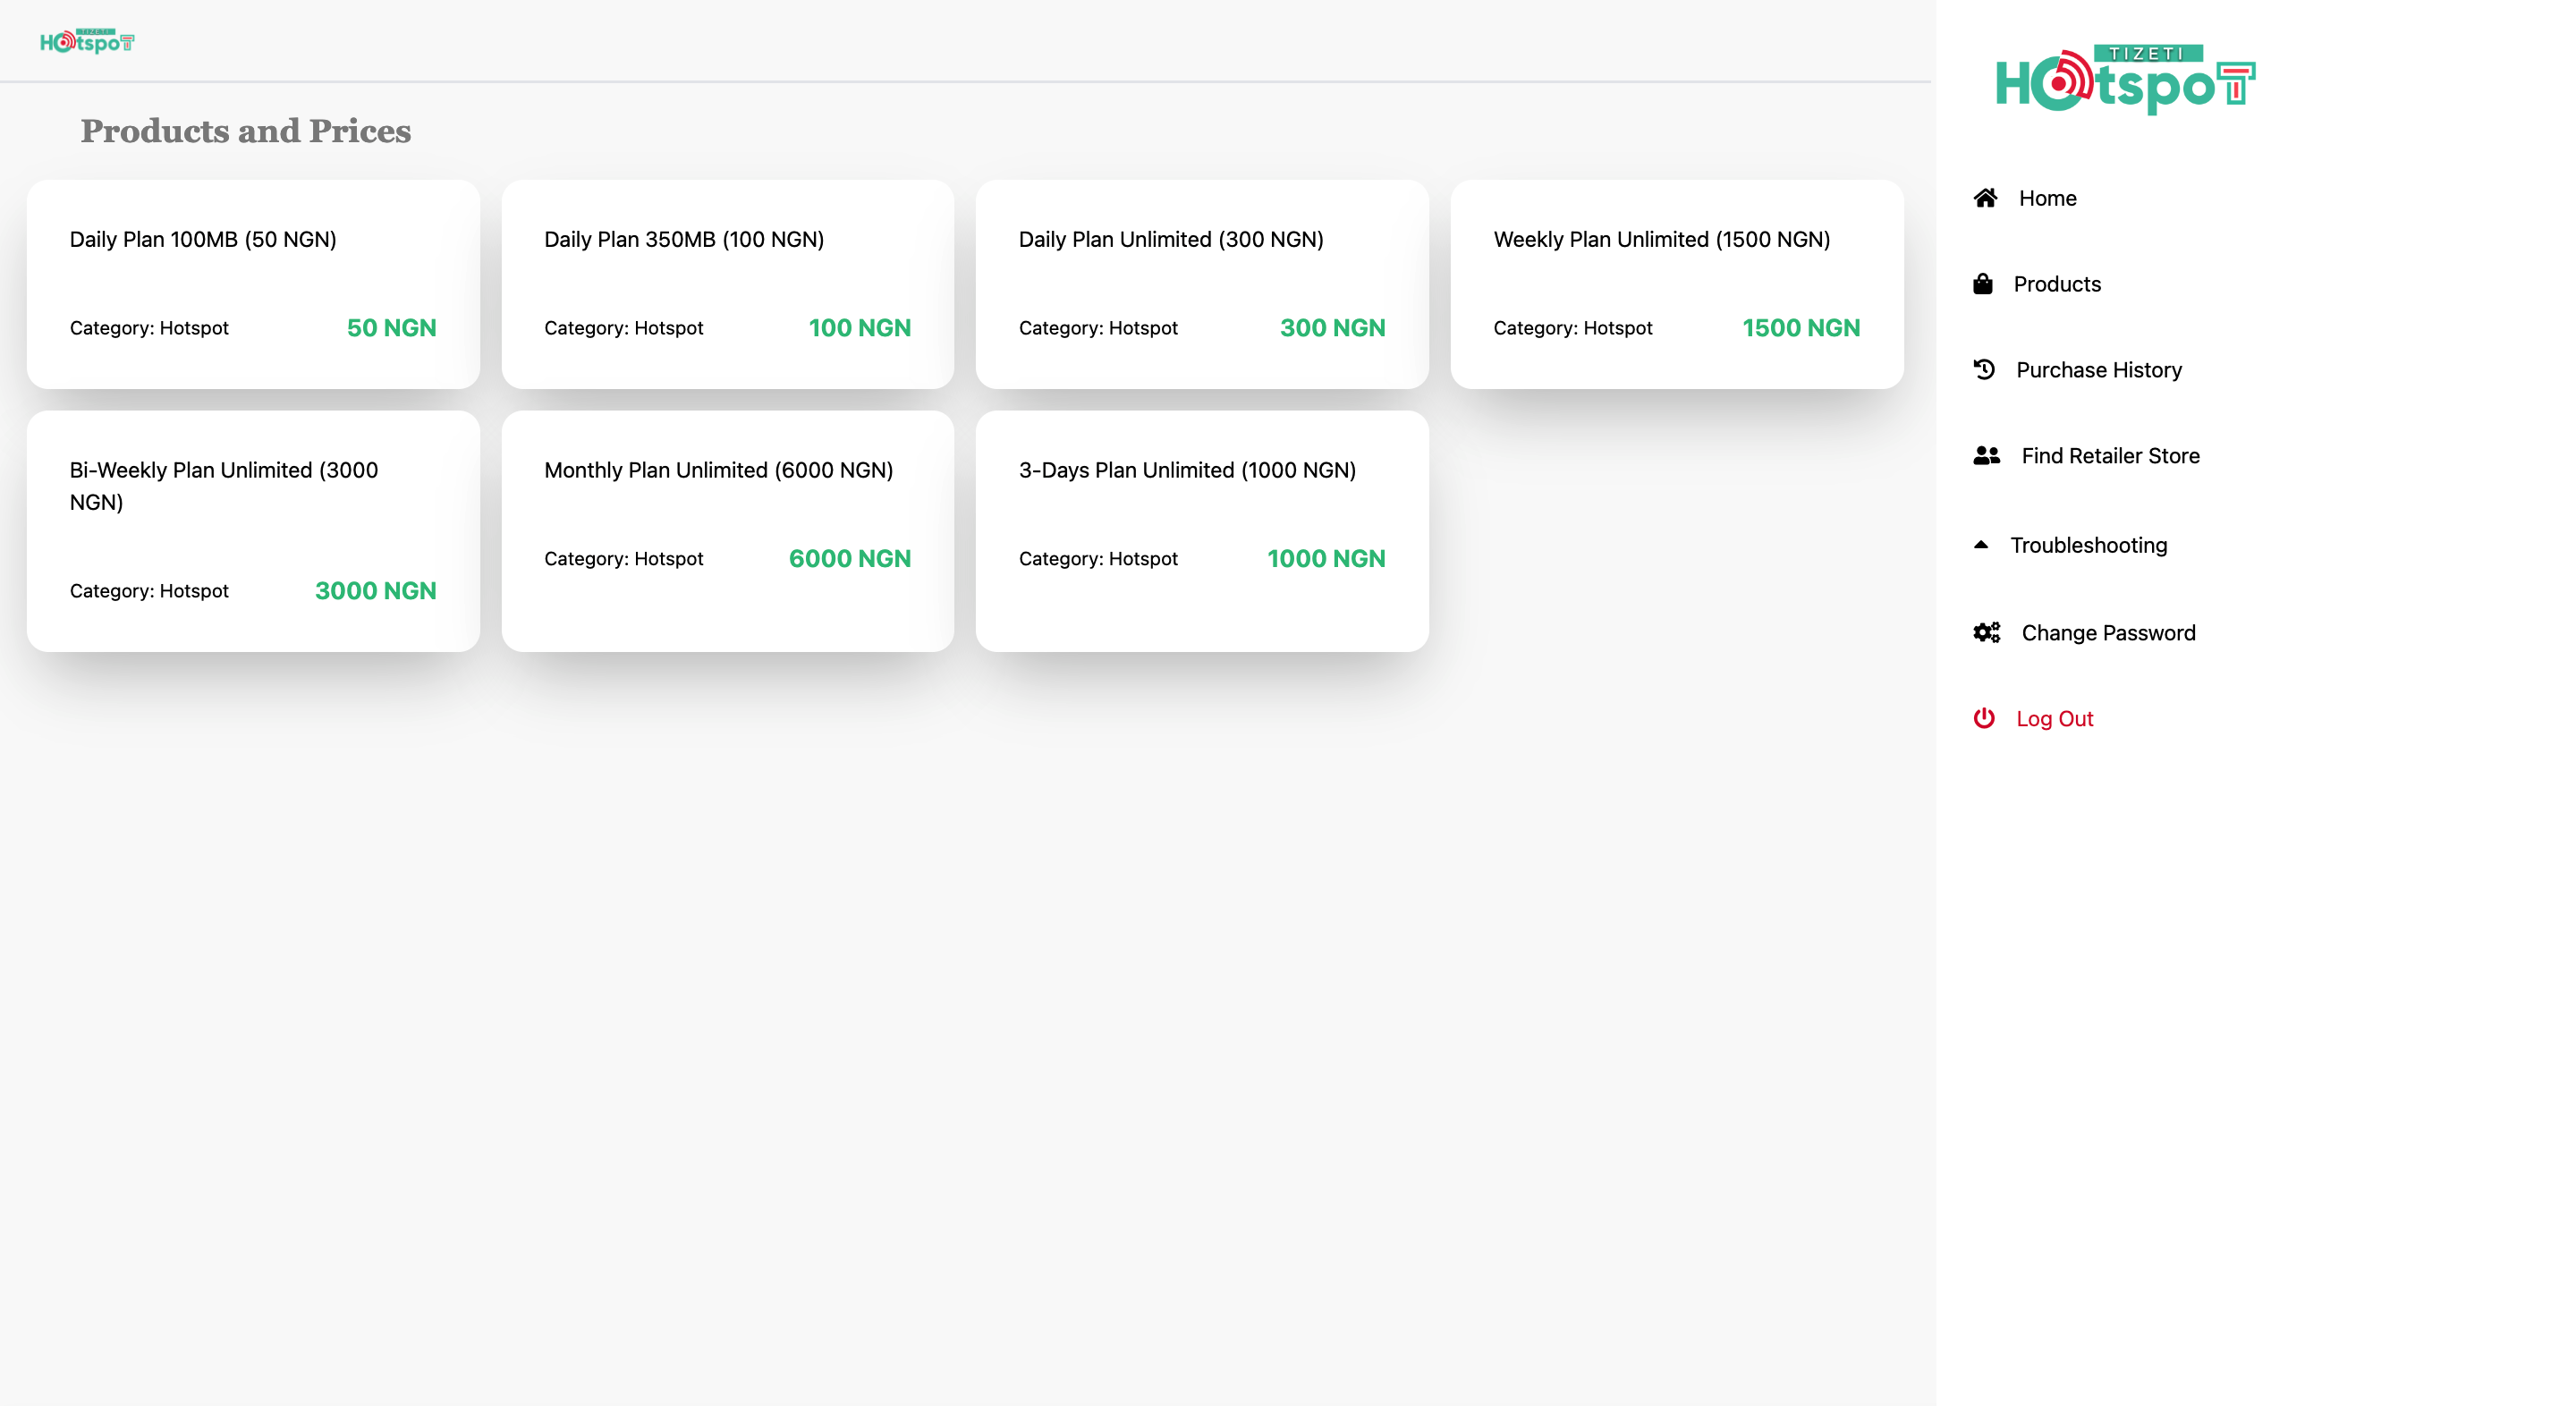 TIZETI
HOtspoT
TIZETI
HOtspoT
Products and Prices
Daily Plan 100MB (50 NGN)
Category: Hotspot
50 NGN
Daily Plan 350MB (100 NGN)
Category: Hotspot
100 NGN
Daily Plan Unlimited (300 NGN)
Category: Hotspot
300 NGN
Weekly Plan Unlimited (1500 NGN)
Category: Hotspot
1500 NGN
Bi-Weekly Plan Unlimited (3000
NGN)
Category: Hotspot
3000 NGN
Monthly Plan Unlimited (6000 NGN)
Category: Hotspot
6000 NGN
3-Days Plan Unlimited (1000 NGN)
Category: Hotspot
1000 NGN
Home
Products
Purchase History
Find Retailer Store
Troubleshooting
Change Password
Log Out